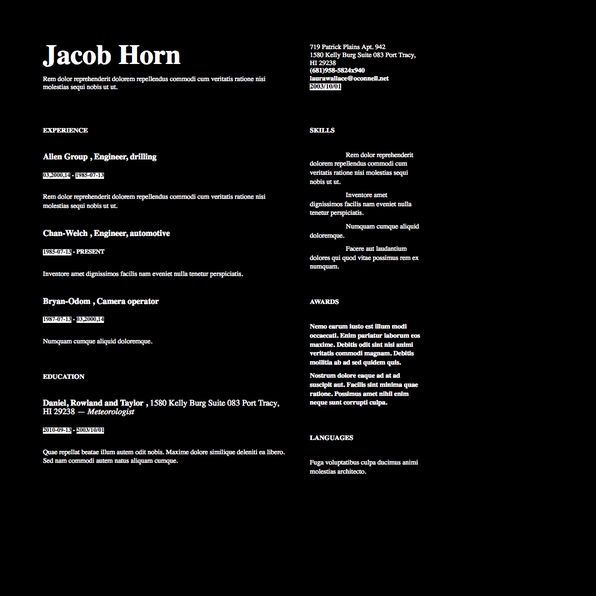 Jacob Horn
Rem dolor reprehenderit dolorem repellendus commodi cum veritatis ratione nisi
molestias sequi nobis ut ut.
719 Patrick Plains Apt. 942
1580 Kelly Burg Suite 083 Port Tracy,
HI 29238
(681)958-5824x940
laurawallace@oconnell.net
2003/10/01
EXPERIENCE
Allen Group , Engineer, drilling
03.2000.14 - 1985-07-13
Rem dolor reprehenderit dolorem repellendus commodi cum veritatis ratione nisi
molestias sequi nobis ut ut.
Chan-Welch , Engineer, automotive
1985-07-13 - PRESENT
Inventore amet dignissimos facilis nam eveniet nulla tenetur perspiciatis.
Bryan-Odom , Camera operator
1987-07-13 - 03.2000.14
Numquam cumque aliquid doloremque.
EDUCATION
Daniel, Rowland and Taylor , 1580 Kelly Burg Suite 083 Port Tracy,
HI 29238 — Meteorologist
2010-09-13 - 2003/10/01
Quae repellat beatae illum autem odit nobis. Maxime dolore similique deleniti ea libero.
Sed nam commodi autem natus aliquam cumque.
SKILLS
Rem dolor reprehenderit
dolorem repellendus commodi cum
veritatis ratione molestias sequi
nobis ut ut.
Inventore amet
dignissimos facilis nam eveniet nulla
tenetur perspiciatis.
Numquam cumque aliquid
doloremque.
Facere aut laudantium
dolores qui quod vitae possimus rem ex
numquam.
AWARDS
Nemo earum iusto est illum modi
occaecati. Enim pariatur laborum eos
maxime. Debitis odit sint nisi animi
veritatis commodi magnam. Debitis
mollitia ab ad sed quidem quis.
Nostrum dolore eaque ad at ad
suscipit aut. Facilis sint minima quae
ratione. Possimus amet nihil enim
neque sunt corrupti culpa.
LANGUAGES
Fuga voluptatibus culpa ducimus animi
molestias architecto.